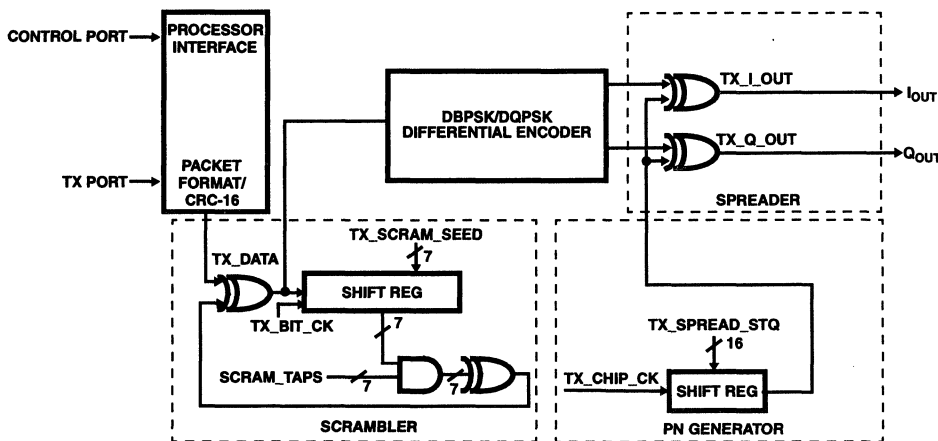 CONTROL PORT
PROCESSOR
INTERFACE
PACKET
FORMAT/
CRC-16
TX PORT
DBPSK/DQPSK
DIFFERENTIAL ENCODER
TX_I_OUT
IOUT
TX_Q_OUT
QOUT
SPREADER
TX_DATA
TX_SCRAM_SEED
7
SHIFT REG
TX_BIT_CK
7
SCRAM_TAPS
7
7
SCRAMBLER
TX_SPREAD_STQ
16
TX_CHIP_CK
SHIFT REG
PN GENERATOR